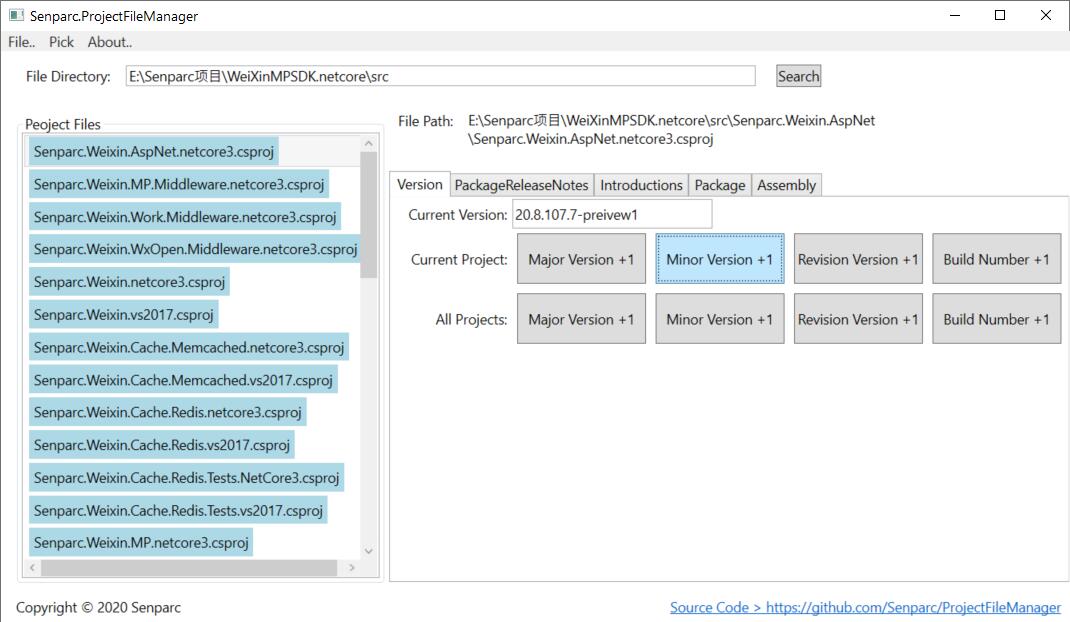 Senparc.ProjectFileManager
File.. Pick About..
File Directory: E:\Senparc项目\WeiXinMPSDK.netcore\src Search
Peoject Files
Senparc.Weixin.AspNet.netcore3.csproj
Senparc.Weixin.MP.Middleware.netcore3.csproj
Senparc.Weixin.Work.Middleware.netcore3.csproj
Senparc.Weixin.WxOpen.Middleware.netcore3.csproj
Senparc.Weixin.netcore3.csproj
Senparc.Weixin.vs2017.csproj
Senparc.Weixin.Cache.Memcached.netcore3.csproj
Senparc.Weixin.Cache.Memcached.vs2017.csproj
Senparc.Weixin.Cache.Redis.netcore3.csproj
Senparc.Weixin.Cache.Redis.vs2017.csproj
Senparc.Weixin.Cache.Redis.Tests.NetCore3.csproj
Senparc.Weixin.Cache.Redis.Tests.vs2017.csproj
Senparc.Weixin.MP.netcore3.csproj
File Path: E:\Senparc项目\WeiXinMPSDK.netcore\src\Senparc.Weixin.AspNet
\Senparc.Weixin.AspNet.netcore3.csproj
Version PackageReleaseNotes Introductions Package Assembly
Current Version: 20.8.107.7-preivew1
Current Project: Major Version +1 Minor Version +1 Revision Version +1 Build Number +1
All Projects: Major Version +1 Minor Version +1 Revision Version +1 Build Number +1
Copyright © 2020 Senparc
Source Code > https://github.com/Senparc/ProjectFileManager